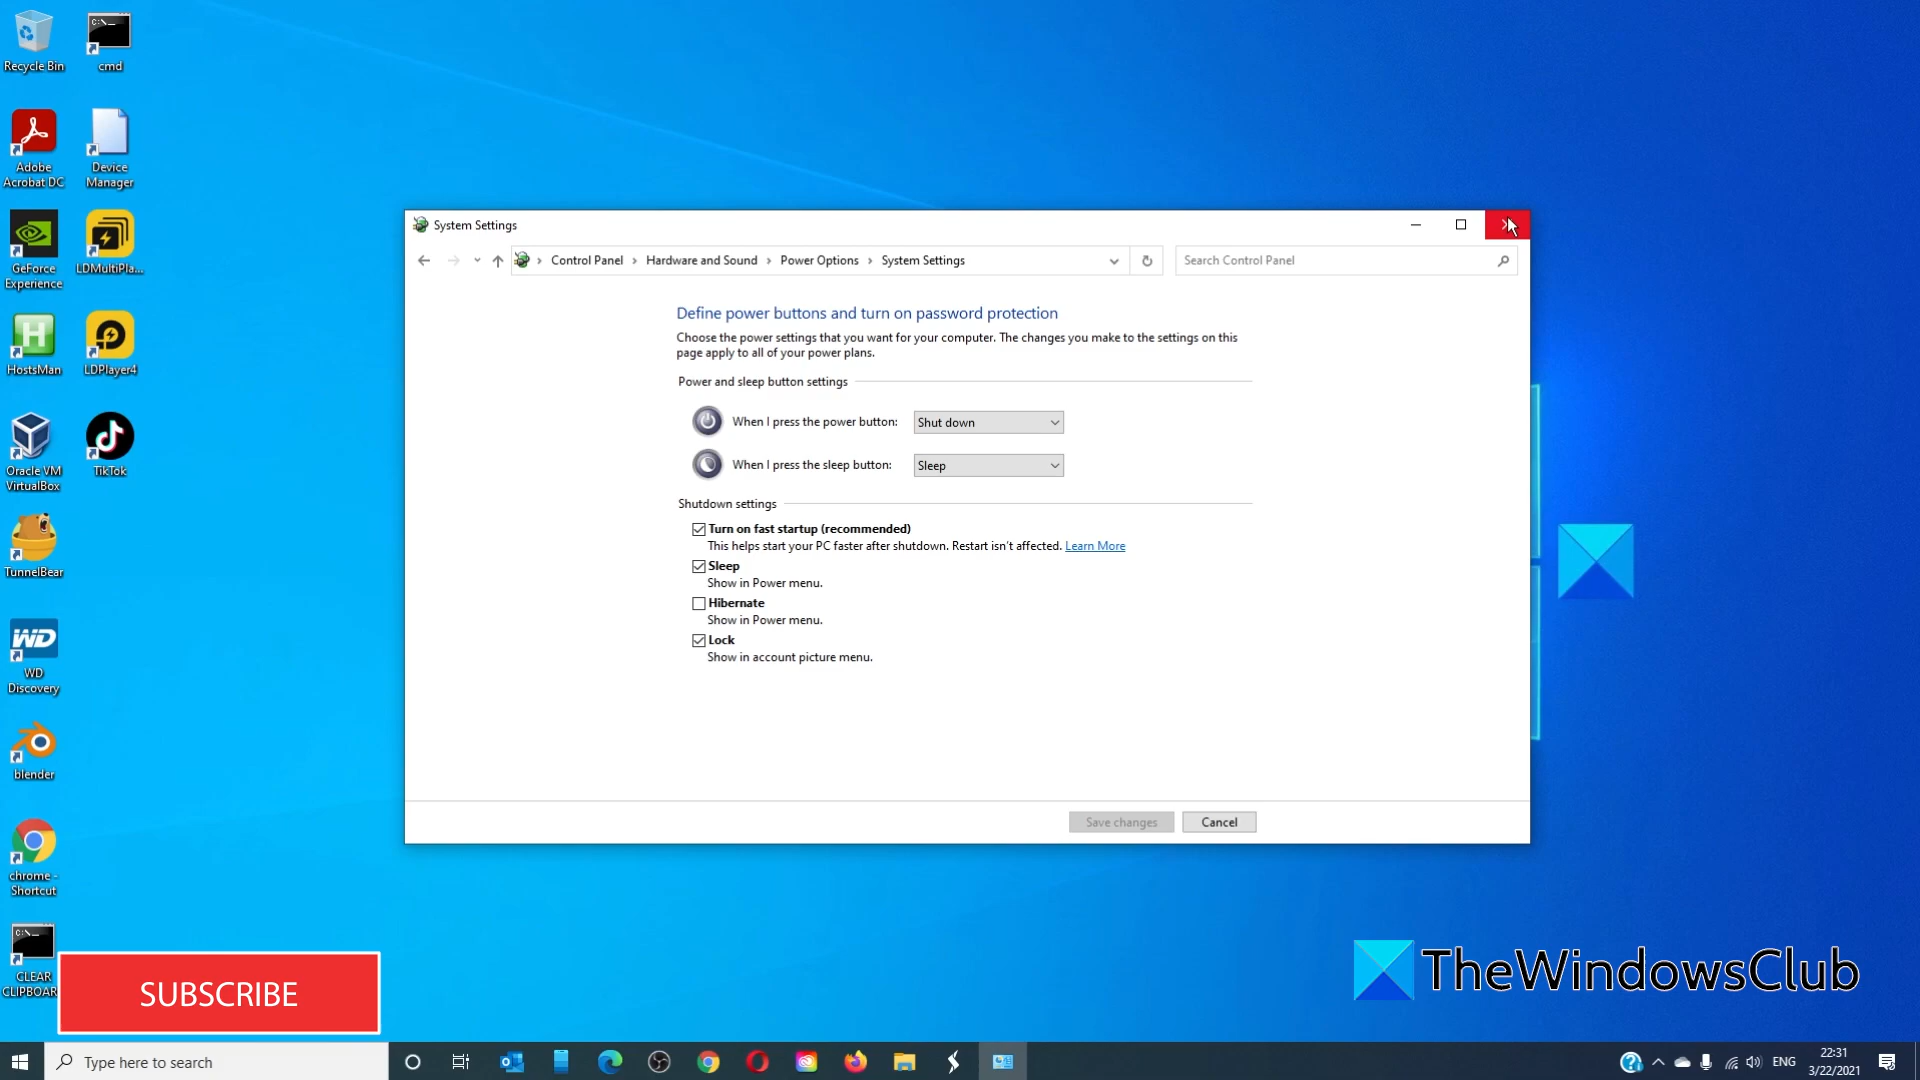 Recycle Bin
cmd
Adobe
Acrobat DC
Device
Manager
GeForce
Experience
LDMultiPla...
HostsMan
LDPlayer4
Oracle VM
VirtualBox
TikTok
TunnelBear
WD
WD
Discovery
blender
chrome -
Shortcut
CLEAR
CLIPBOAR
SUBSCRIBE
System Settings
Control Panel
Hardware and Sound
Power Options
System Settings
Search Control Panel
Define power buttons and turn on password protection
Choose the power settings that you want for your computer. The changes you make to the settings on this
page apply to all of your power plans.
Power and sleep button settings
When I press the power button: Shut down
When I press the sleep button: Sleep
Shutdown settings
Turn on fast startup (recommended)
This helps start your PC faster after shutdown. Restart isn't affected. Learn More
Sleep
Show in Power menu.
Hibernate
Show in Power menu.
Lock
Show in account picture menu.
Save changes
Cancel
TheWindowsClub
Type here to search
ENG
22:31
3/22/2021